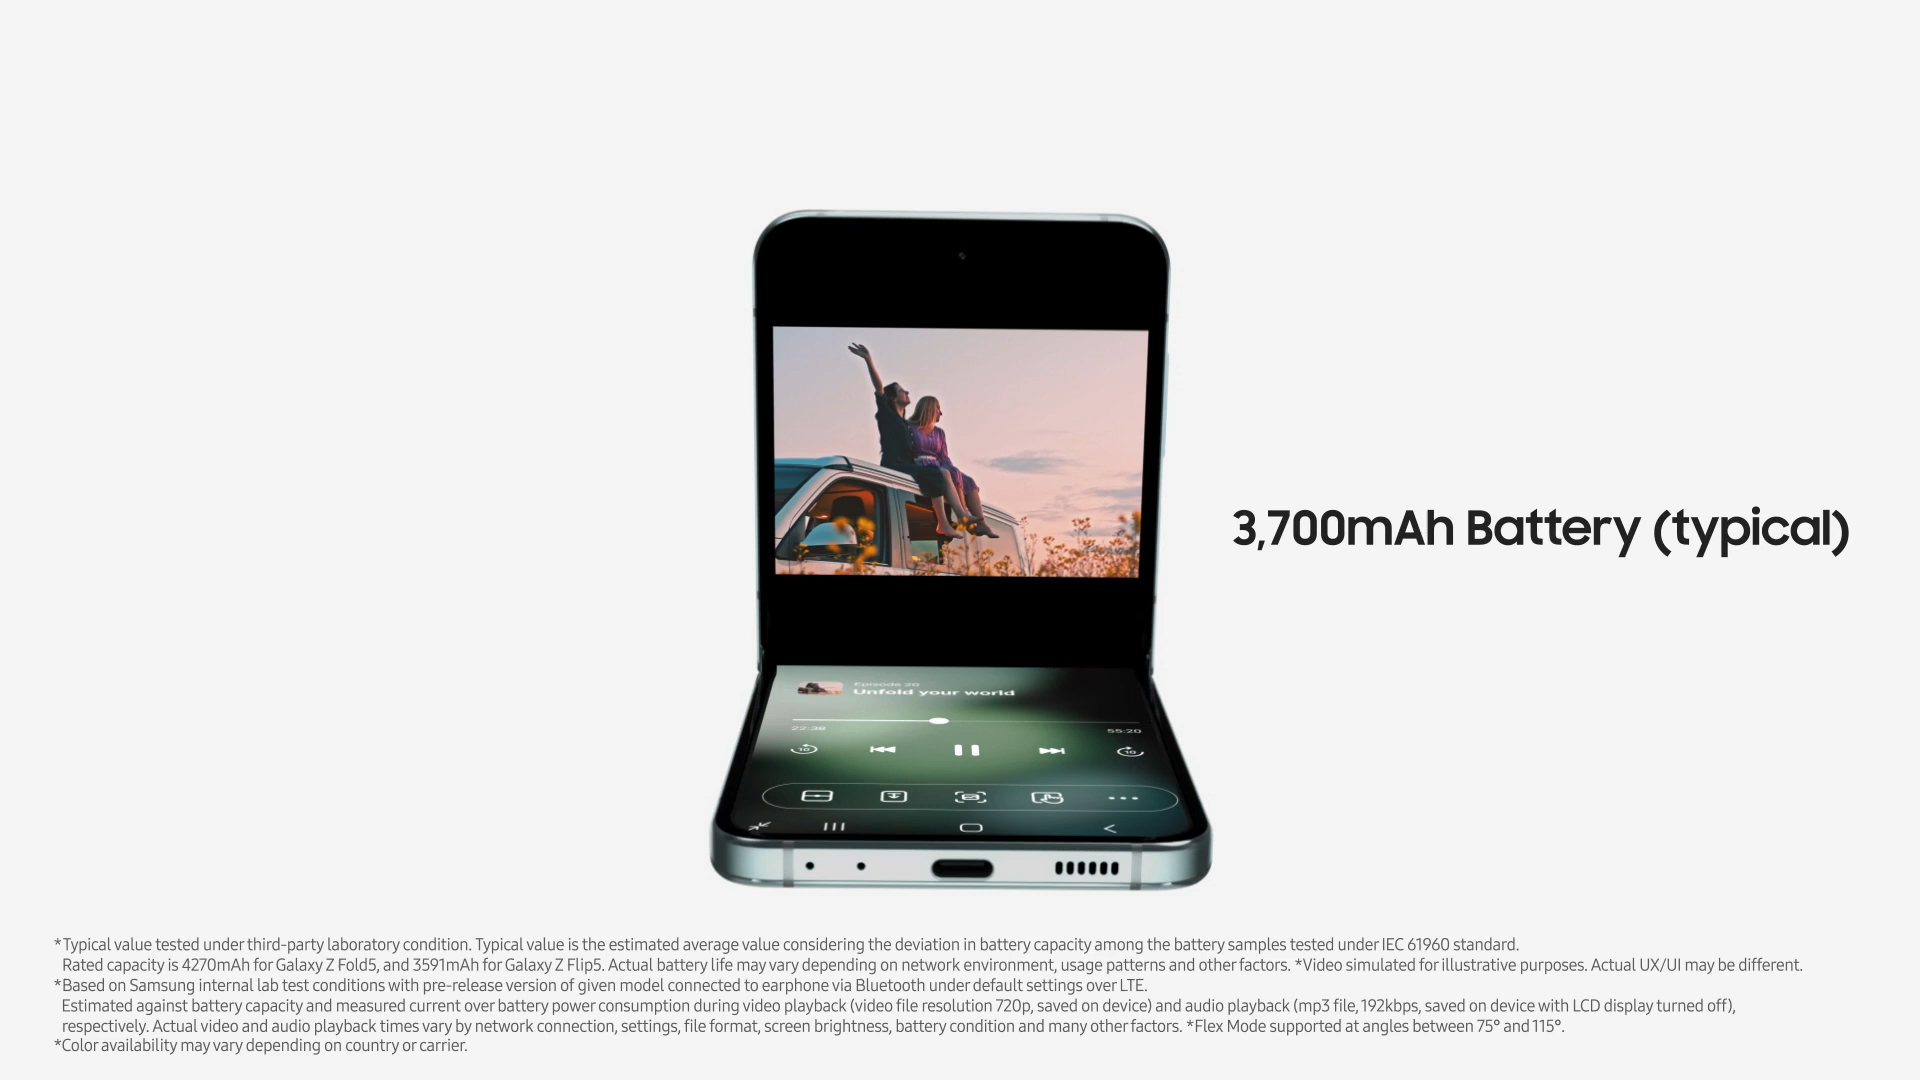 3,700mAh Battery (typical)
Episode 20
Unfold your world
22:38
55:20
10
10
*Typical value tested under third-party laboratory condition. Typical value is the estimated average value considering the deviation in battery capacity among the battery samples tested under IEC 61960 standard.
Rated capacity is 4270mAh for Galaxy Z Fold5, and 3591mAh for Galaxy Z Flip5. Actual battery life may vary depending on network environment, usage patterns and other factors. *Video simulated for illustrative purposes. Actual UX/UI may be different.
*Based on Samsung internal lab test conditions with pre-release version of given model connected to earphone via Bluetooth under default settings over LTE.
Estimated against battery capacity and measured current over battery power consumption during video playback (video file resolution 720p, saved on device) and audio playback (mp3 file, 192kbps, saved on device with LCD display turned off),
respectively. Actual video and audio playback times vary by network connection, settings, file format, screen brightness, battery condition and many other factors. *Flex Mode supported at angles between 75° and 115°.
*Color availability may vary depending on country or carrier.